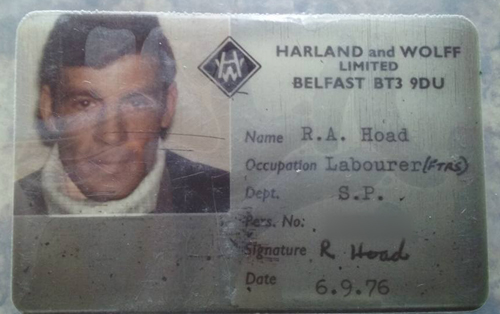 HW
HARLAND and WOLFF
LIMITED
BELFAST BT3 9DU
Name R.A. Hoad
Occupation Labourer (FTRS)
Dept. S.P.
Pers. No:
Signature R Hoad
Date 6.9.76